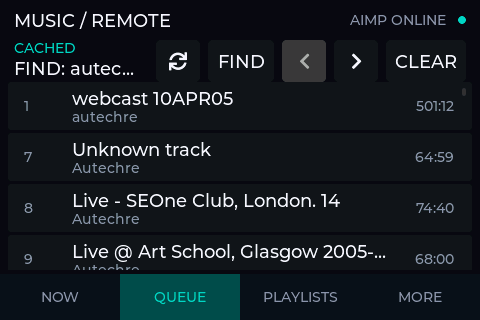 MUSIC / REMOTE
AIMP ONLINE
CACHED
FIND: autec...
FIND
CLEAR
1
webcast 10APR05
autechre
501:12
7
Unknown track
Autechre
64:59
8
Live - SEOne Club, London. 14
Autechre
74:40
9
Live @ Art School, Glasgow 2005-...
Autechre
68:00
NOW
QUEUE
PLAYLISTS
MORE